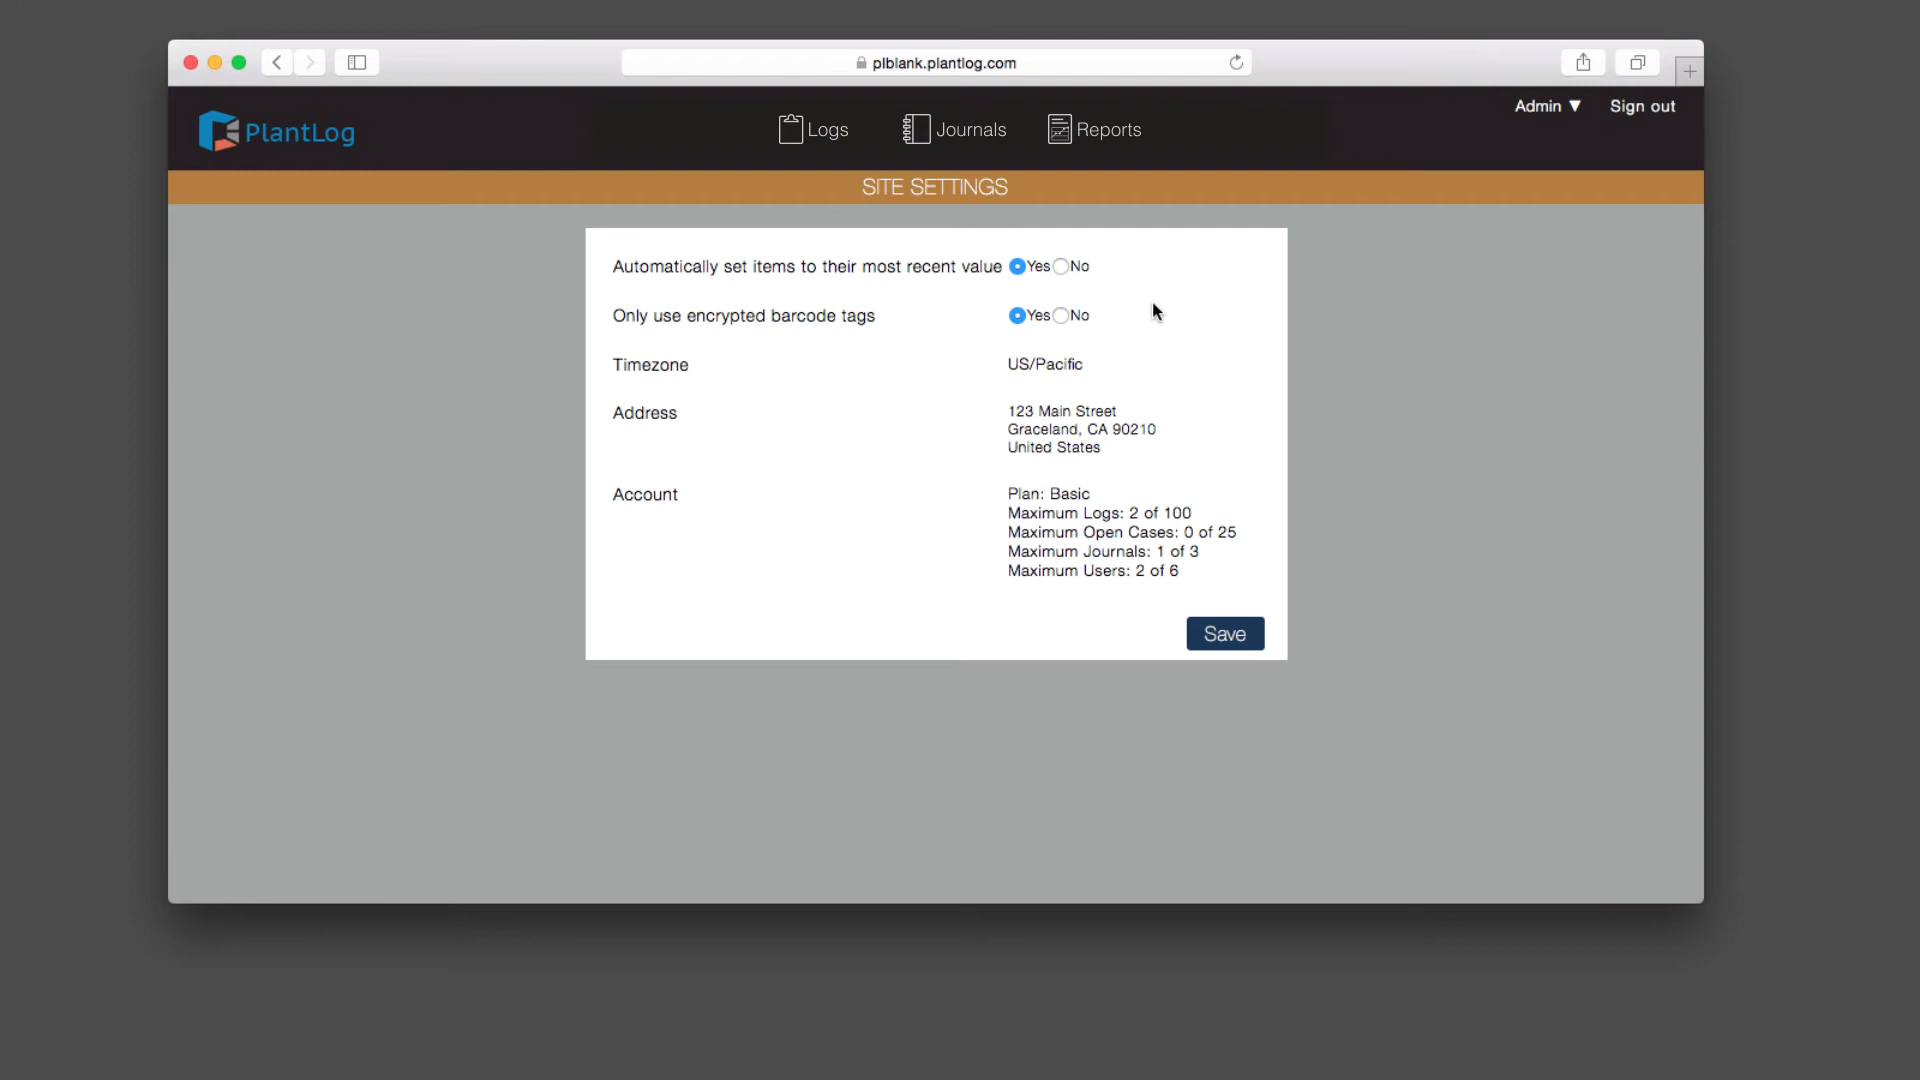 plblank.plantlog.com
Admin ▼ Sign out
PlantLog
Logs Journals Reports
SITE SETTINGS
Automatically set items to their most recent value Yes No
Only use encrypted barcode tags Yes No
Timezone US/Pacific
Address 123 Main Street
Graceland, CA 90210
United States
Account Plan: Basic
Maximum Logs: 2 of 100
Maximum Open Cases: 0 of 25
Maximum Journals: 1 of 3
Maximum Users: 2 of 6
Save